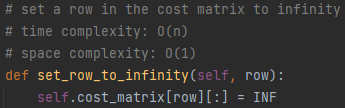 # set a row in the cost matrix to infinity
# time complexity: O(n)
# space complexity: O(1)
def set_row_to_infinity(self, row):
    self.cost_matrix[row][:] = INF